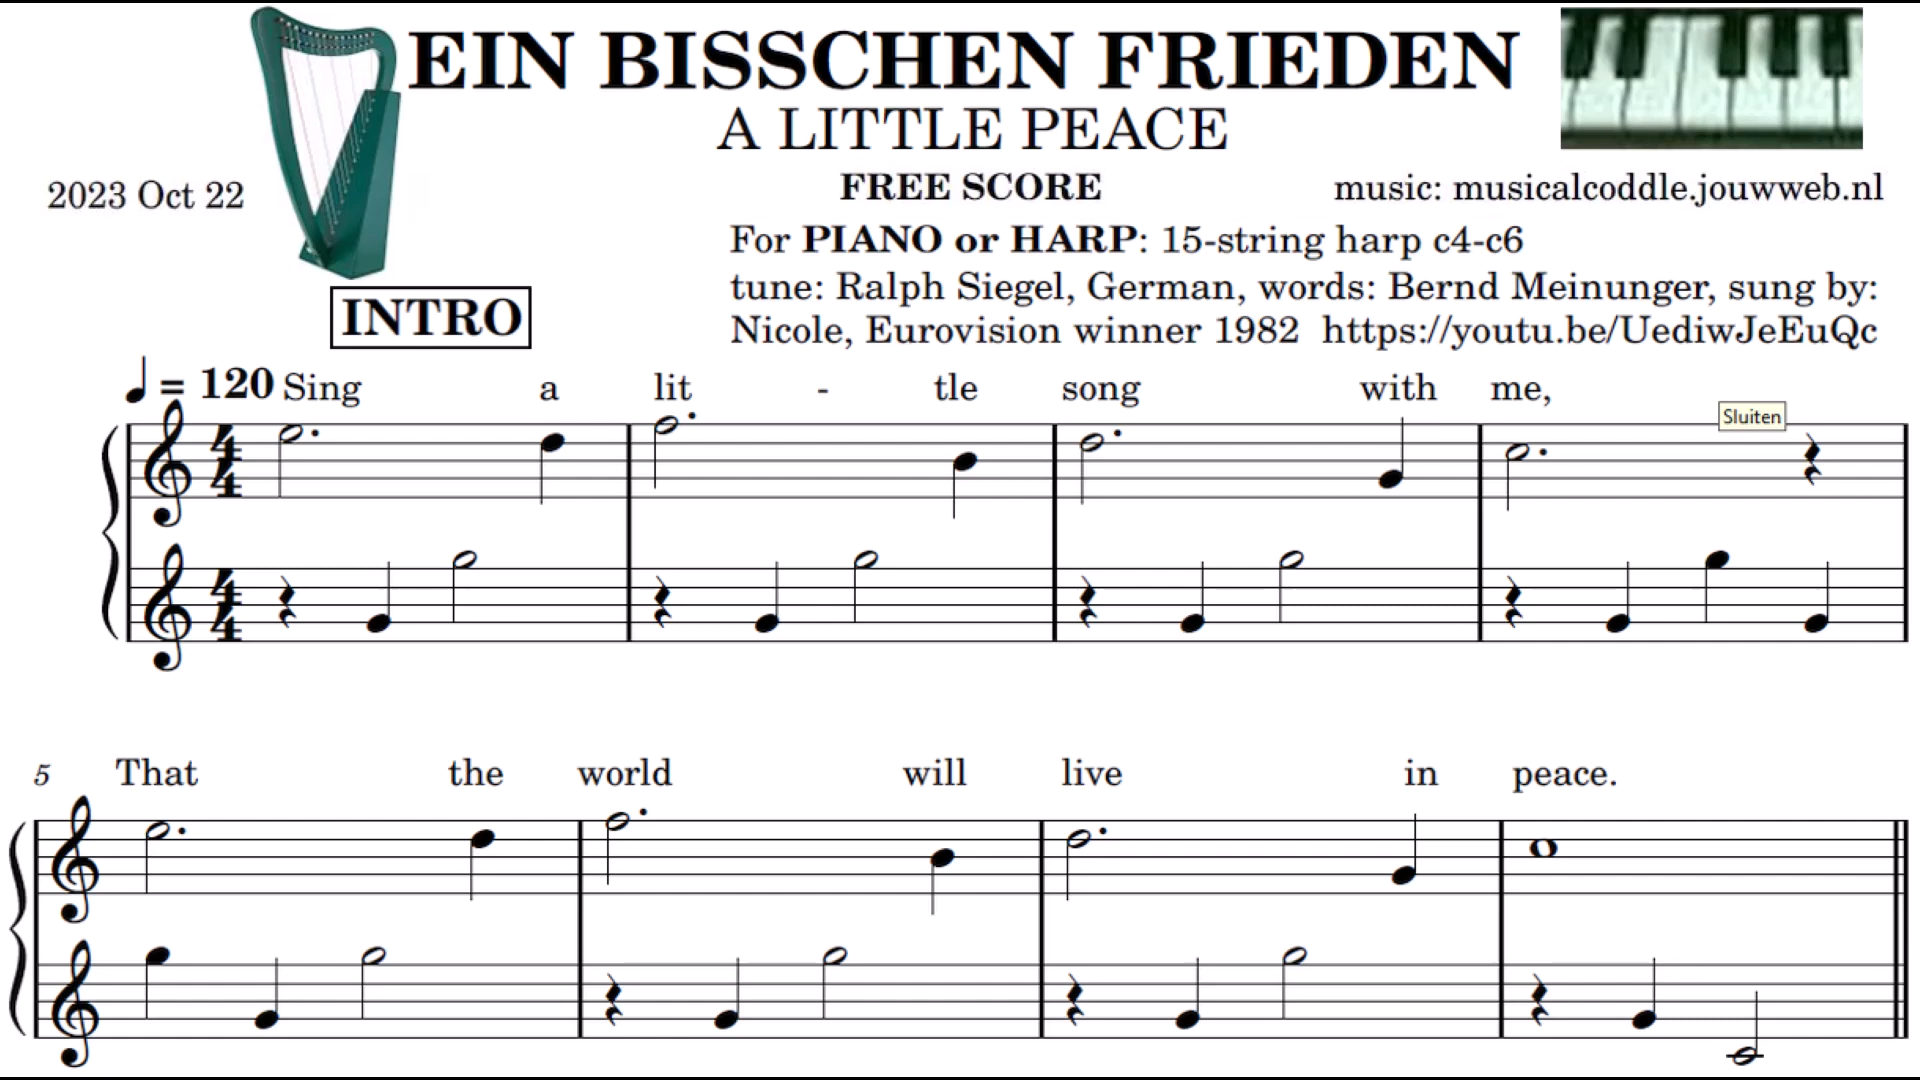 EIN BISSCHEN FRIEDEN
A LITTLE PEACE
2023 Oct 22
FREE SCORE
music: musicalcoddle.jouwweb.nl
For PIANO or HARP: 15-string harp c4-c6
tune: Ralph Siegel, German, words: Bernd Meinunger, sung by:
Nicole, Eurovision winner 1982 https://youtu.be/UediwJeEuQc
INTRO
= 120 Sing a lit - tle song with me,
Sluiten
4 4
4 4
5 That the world will live in peace.